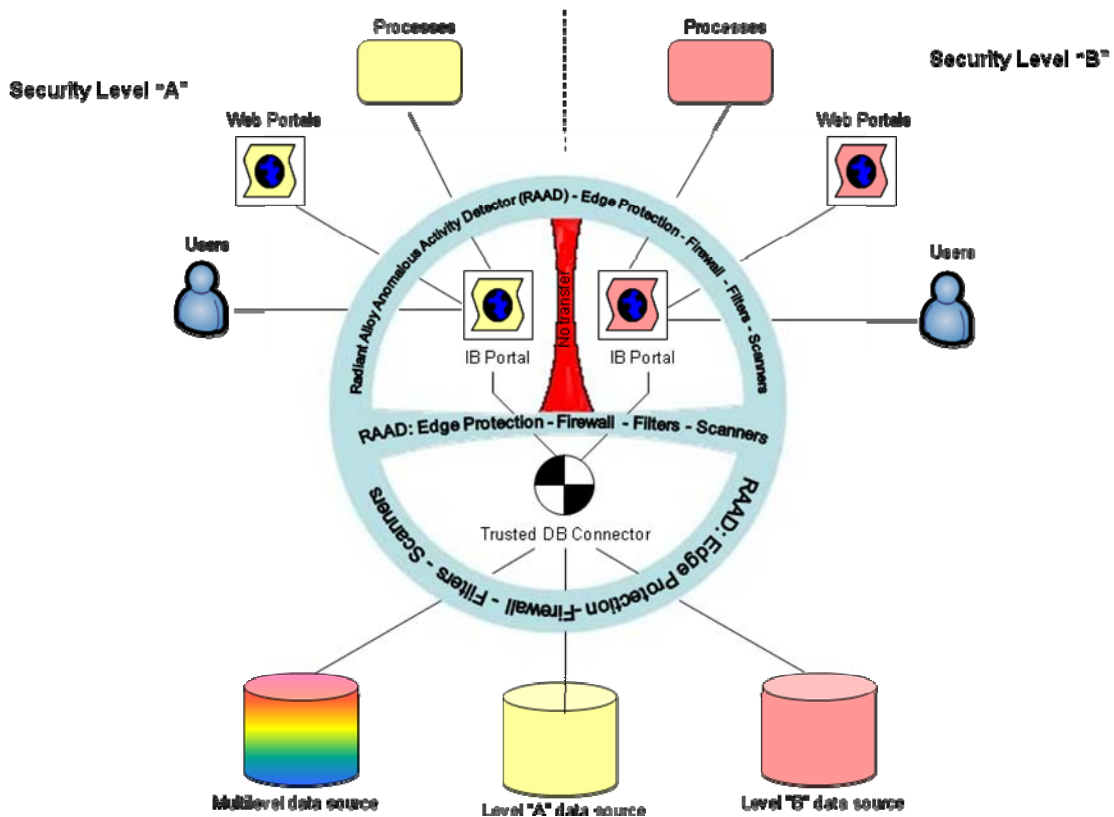 Processes
Processes
Security Level "A"
Security Level "B"
Web Portals
Web Portals
Radiant Alloy Anomalous Activity Detector (RAAD) - Edge Protection - Firewall - Filters - Scanners
Users
Users
No transfer
IB Portal
IB Portal
RAAD: Edge Protection - Firewall - Filters - Scanners
Trusted DB Connector
RAAD: Edge Protection -Firewall - Filters - Scanners
Multilevel data source
Level "A" data source
Level "B" data source